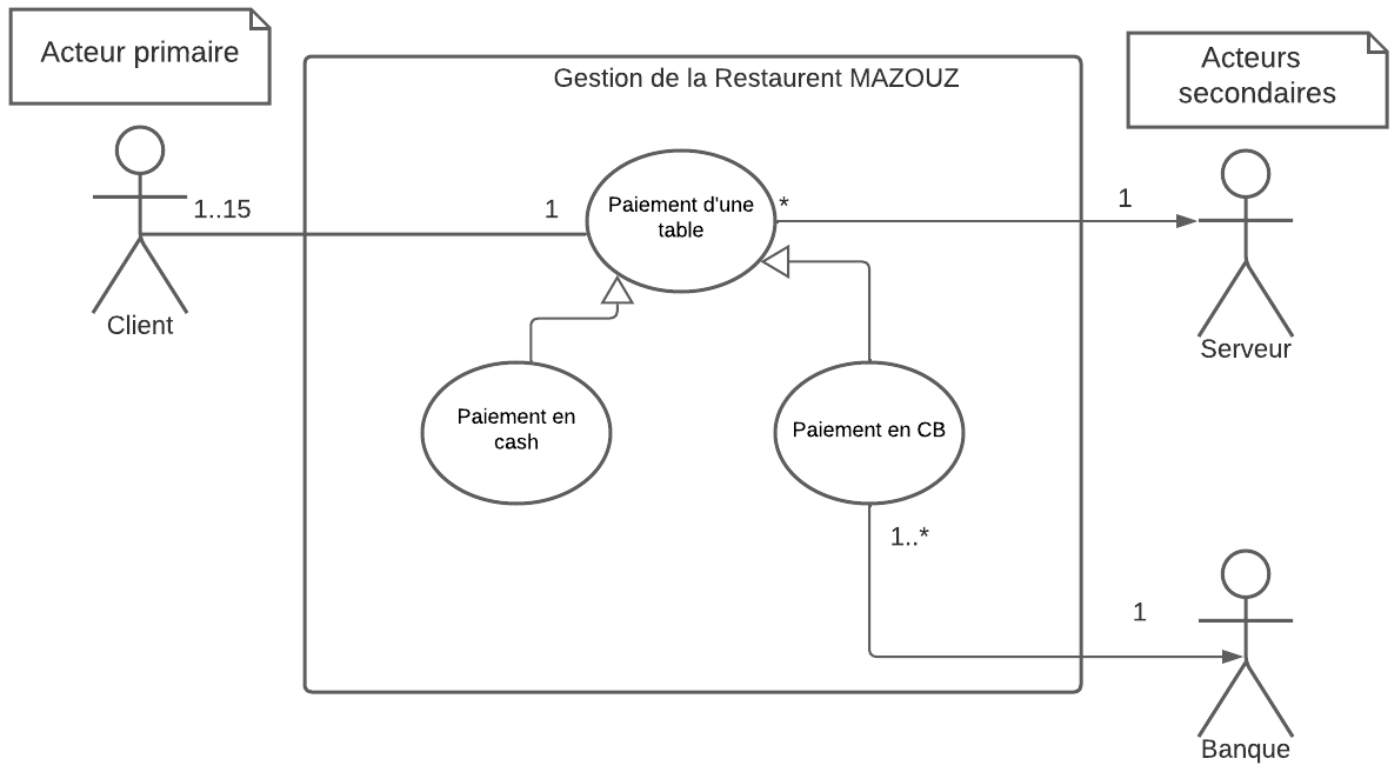 Acteur primaire
Gestion de la Restaurent MAZOUZ
Acteurs
secondaires
1..15
1
Paiement d'une
table
*
1
Client
Serveur
Paiement en
cash
Paiement en CB
1..*
1
Banque